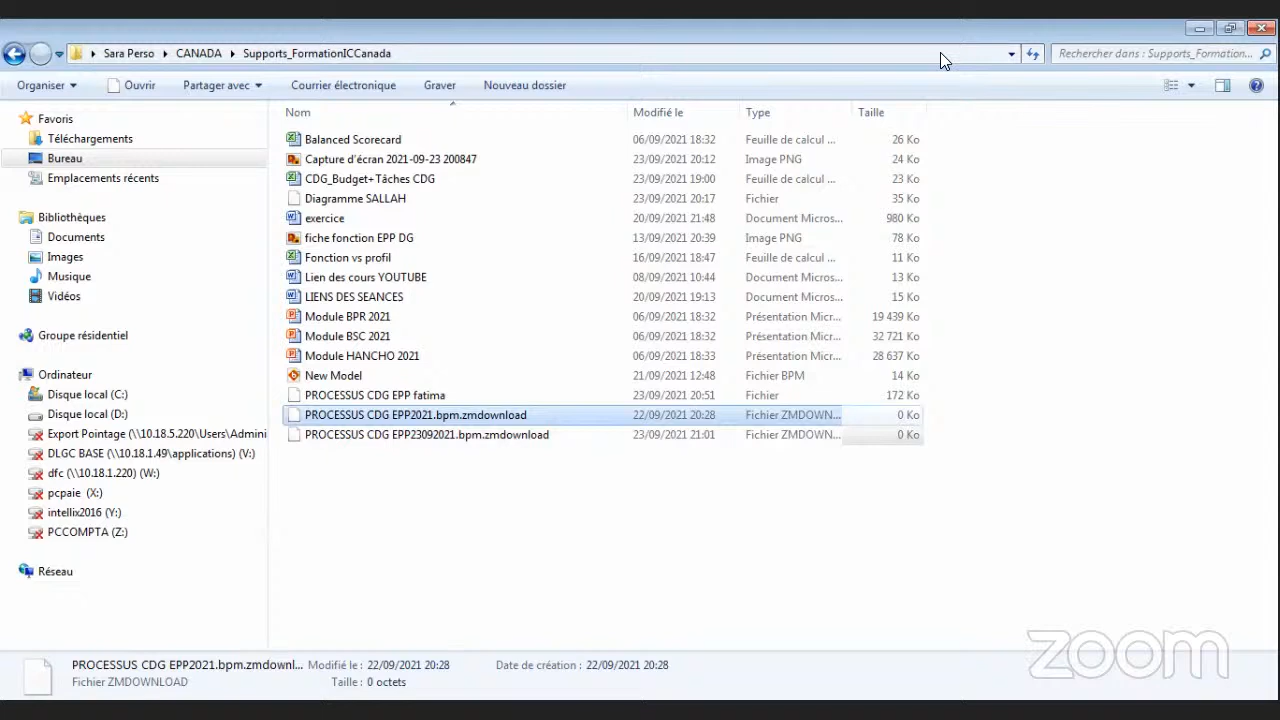 Sara Perso CANADA Supports_FormationICCanada Rechercher dans : Supports_Formation...
Organiser Ouvrir Partager avec Courrier électronique Graver Nouveau dossier
Favoris
Téléchargements
Bureau
Emplacements récents
Bibliothèques
Documents
Images
Musique
Vidéos
Groupe résidentiel
Ordinateur
Disque local (C:)
Disque local (D:)
Export Pointage (\\10.18.5.220\Users\Admini
DLGC BASE (\\10.18.1.49\applications) (V:)
dfc (\\10.18.1.220) (W:)
pcpaie (X:)
intellix2016 (Y:)
PCCOMPTA (Z:)
Réseau
Nom Modifié le Type Taille
Balanced Scorecard 06/09/2021 18:32 Feuille de calcul ... 26 Ko
Capture d'écran 2021-09-23 200847 23/09/2021 20:12 Image PNG 24 Ko
CDG_Budget+Tâches CDG 23/09/2021 19:00 Feuille de calcul ... 23 Ko
Diagramme SALLAH 23/09/2021 20:17 Fichier 35 Ko
exercice 20/09/2021 21:48 Document Micros... 980 Ko
fiche fonction EPP DG 13/09/2021 20:39 Image PNG 78 Ko
Fonction vs profil 16/09/2021 18:47 Feuille de calcul ... 11 Ko
Lien des cours YOUTUBE 08/09/2021 10:44 Document Micros... 13 Ko
LIENS DES SEANCES 20/09/2021 19:13 Document Micros... 15 Ko
Module BPR 2021 06/09/2021 18:32 Présentation Micr... 19 439 Ko
Module BSC 2021 06/09/2021 18:32 Présentation Micr... 32 721 Ko
Module HANCHO 2021 06/09/2021 18:33 Présentation Micr... 28 637 Ko
New Model 21/09/2021 12:48 Fichier BPM 14 Ko
PROCESSUS CDG EPP fatima 23/09/2021 20:51 Fichier 172 Ko
PROCESSUS CDG EPP2021.bpm.zmdownload 22/09/2021 20:28 Fichier ZMDOWN... 0 Ko
PROCESSUS CDG EPP23092021.bpm.zmdownload 23/09/2021 21:01 Fichier ZMDOWN... 0 Ko
PROCESSUS CDG EPP2021.bpm.zmdownl... Modifié le : 22/09/2021 20:28 Date de création : 22/09/2021 20:28
Fichier ZMDOWNLOAD Taille : 0 octets
zoom